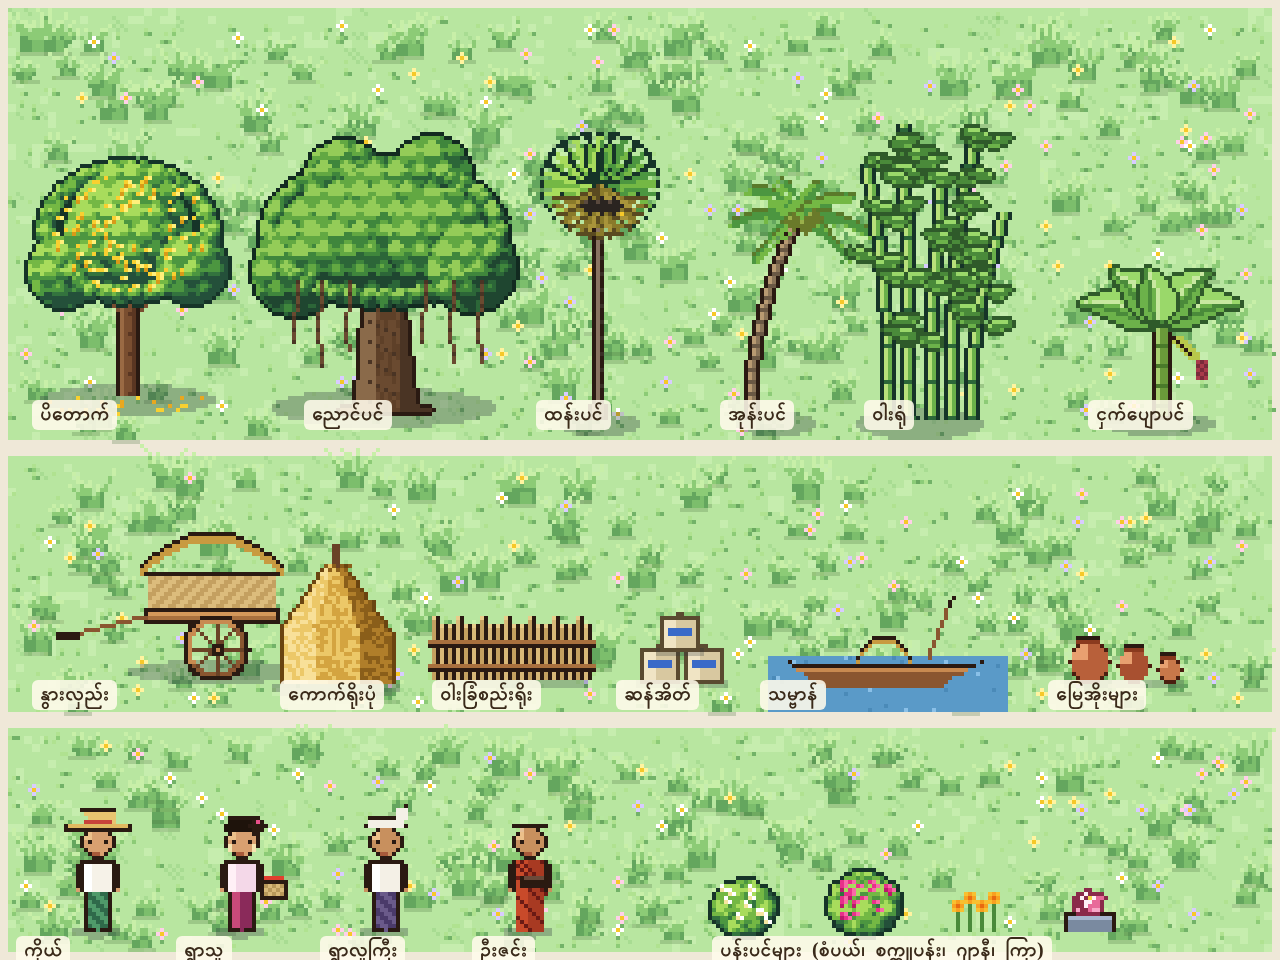 ပိတောက်
ညောင်ပင်
ထန်းပင်
အုန်းပင်
ဝါးရုံ
ငှက်ပျောပင်
နွားလှည်း
ကောက်ရိုးပုံ
ဝါးခြံစည်းရိုး
ဆန်အိတ်
သမ္ဗာန်
မြေအိုးများ
ကိုယ်
ရွာသူ
ရွာလူကြီး
ဦးဇင်း
ပန်းပင်များ (စံပယ်၊ စက္ကူပန်း၊ ဂျာနီ၊ ကြာ)